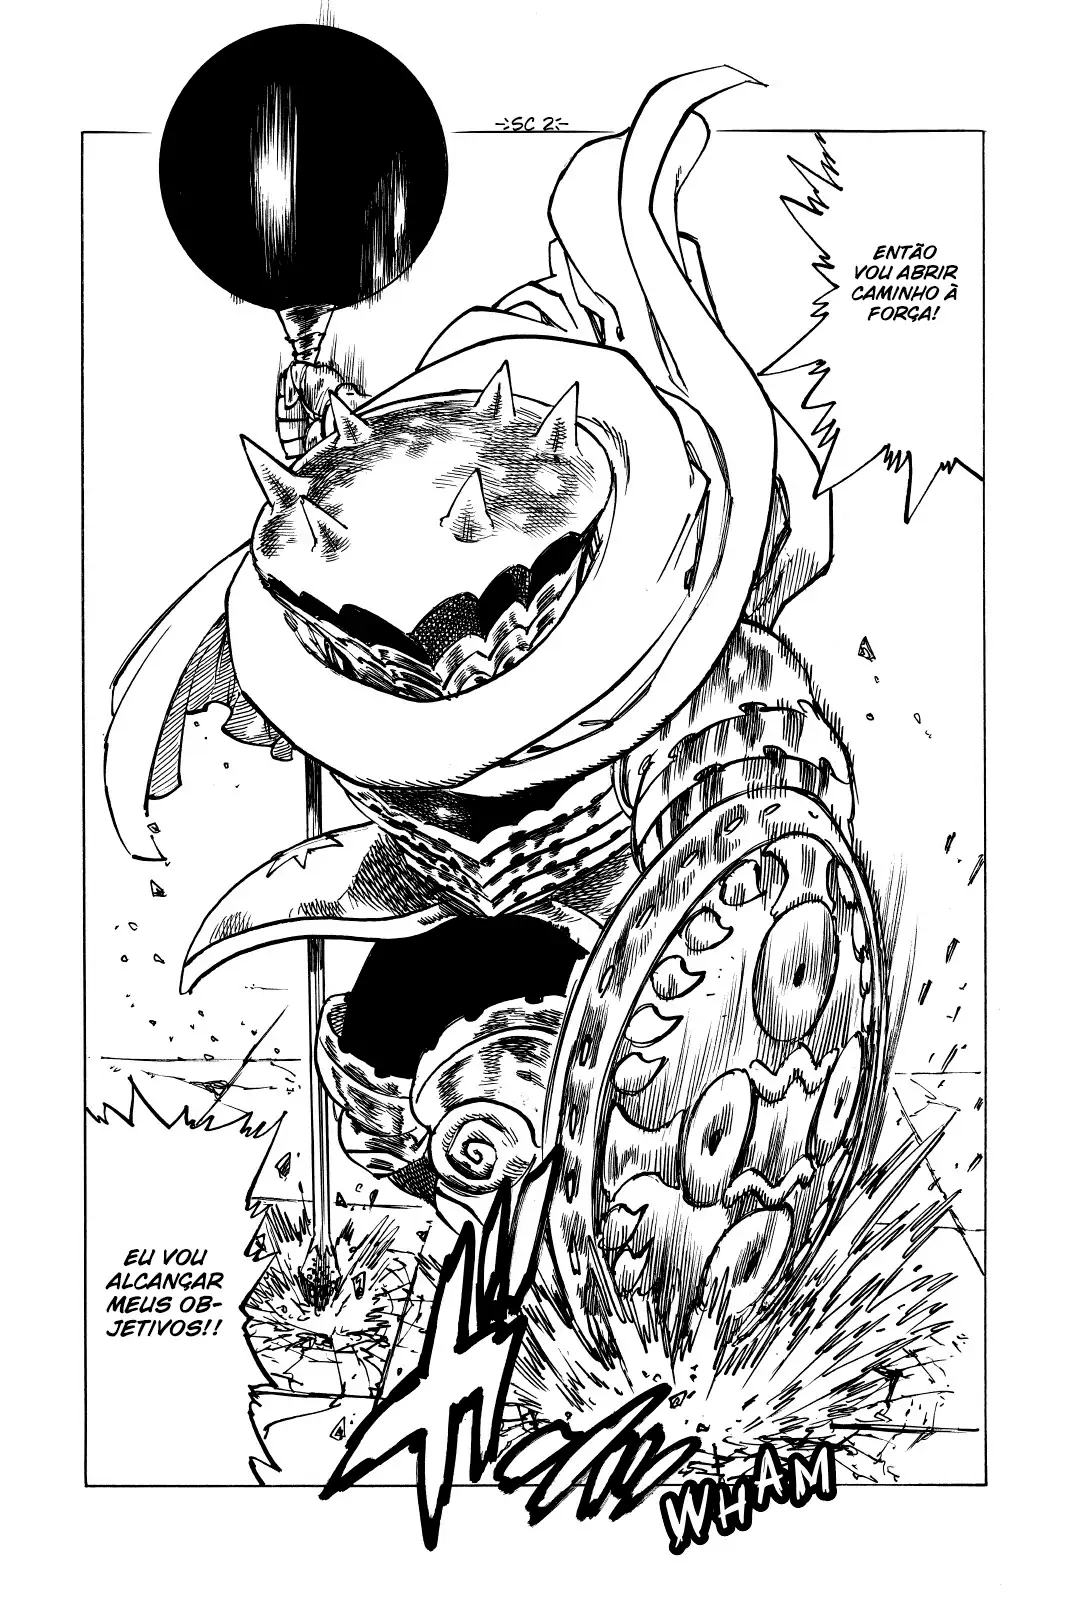 SC 2
ENTÃO
VOU ABRIR
CAMINHO À
FORÇA!
EU VOU
ALCANÇAR
MEUS OB-
JETIVOS!!
WHAM